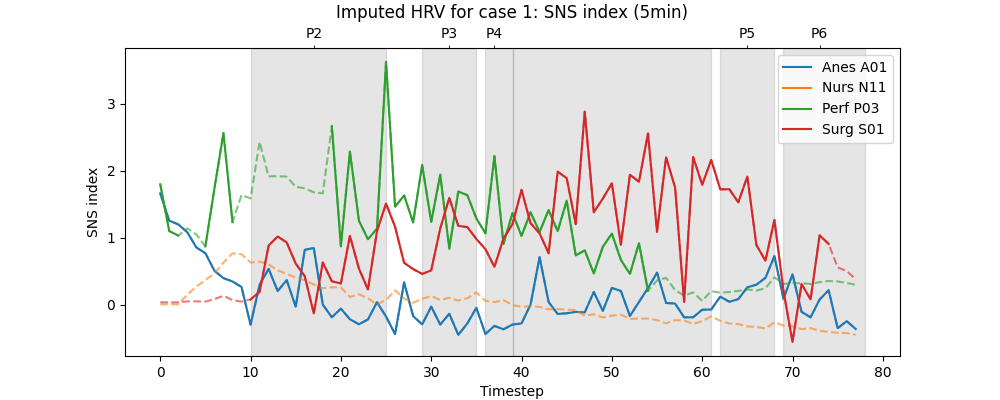 Imputed HRV for case 1: SNS index (5min)
P2 P3 P4 P5 P6
Anes A01
Nurs N11
Perf P03
Surg S01
SNS index
3
2
1
0
0 10 20 30 40 50 60 70 80
Timestep